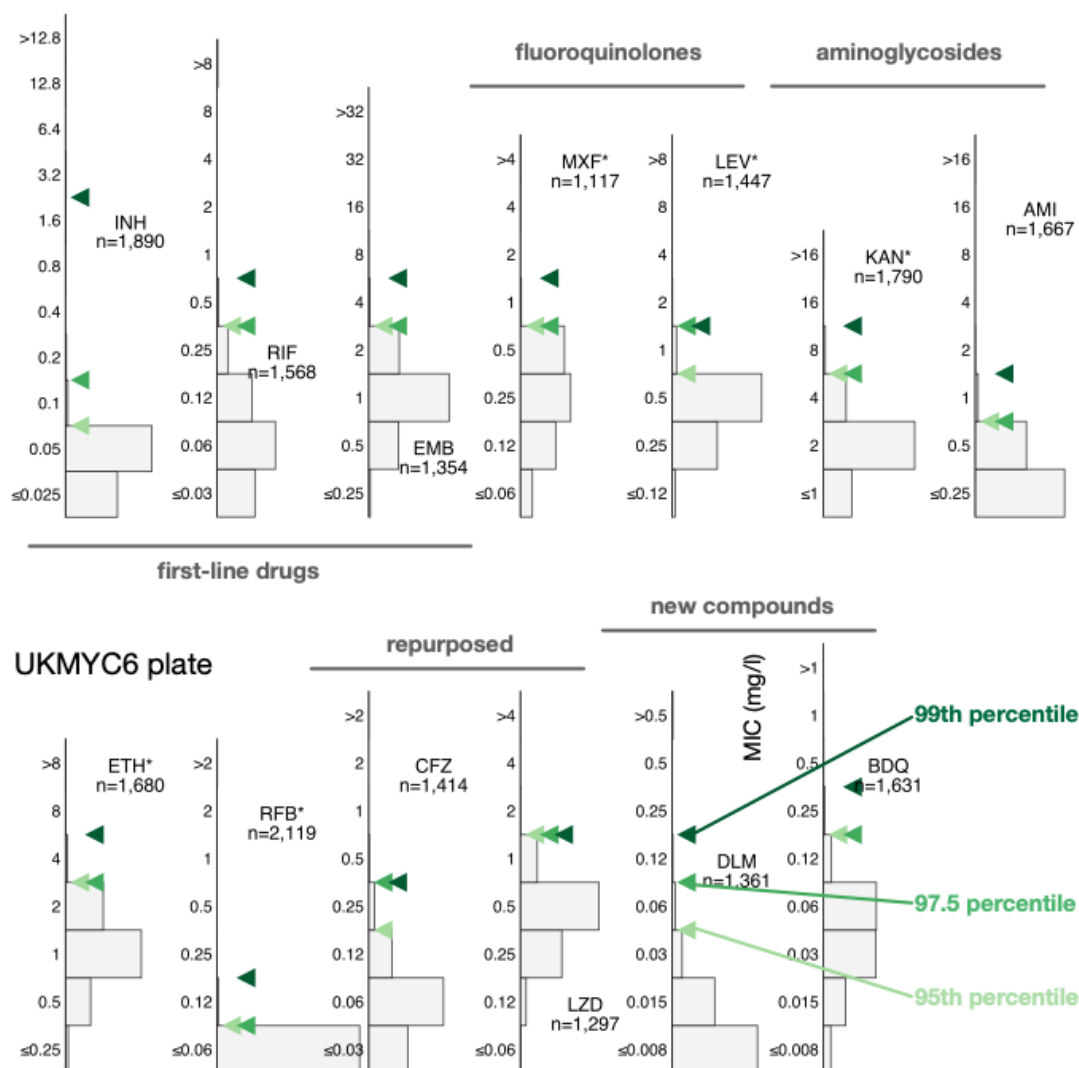 fluoroquinolones
aminoglycosides
>12.8
12.8
6.4
3.2
1.6
0.8
0.4
0.2
0.1
0.05
≤0.025
INH
n=1,890
>8
8
4
2
1
0.5
0.25
0.12
0.06
≤0.03
RIF
n=1,568
>32
32
16
8
4
2
1
0.5
≤0.25
EMB
n=1,354
>4
4
2
1
0.5
0.25
0.12
≤0.06
MXF*
n=1,117
>8
8
4
2
1
0.5
0.25
≤0.12
LEV*
n=1,447
>16
16
8
4
2
≤1
KAN*
n=1,790
>16
16
8
4
2
1
0.5
≤0.25
AMI
n=1,667
first-line drugs
new compounds
repurposed
UKMYC6 plate
>8
8
4
2
1
0.5
≤0.25
ETH*
n=1,680
>2
2
1
0.5
0.25
0.12
≤0.06
RFB*
n=2,119
>2
2
1
0.5
0.25
0.12
0.06
≤0.03
CFZ
n=1,414
>4
4
2
1
0.5
0.25
0.12
≤0.06
LZD
n=1,297
>0.5
0.5
0.25
0.12
0.06
0.03
0.015
≤0.008
DLM
n=1,361
MIC (mg/l)
>1
1
0.5
0.25
0.12
0.06
0.03
0.015
≤0.008
BDQ
n=1,631
99th percentile
97.5 percentile
95th percentile